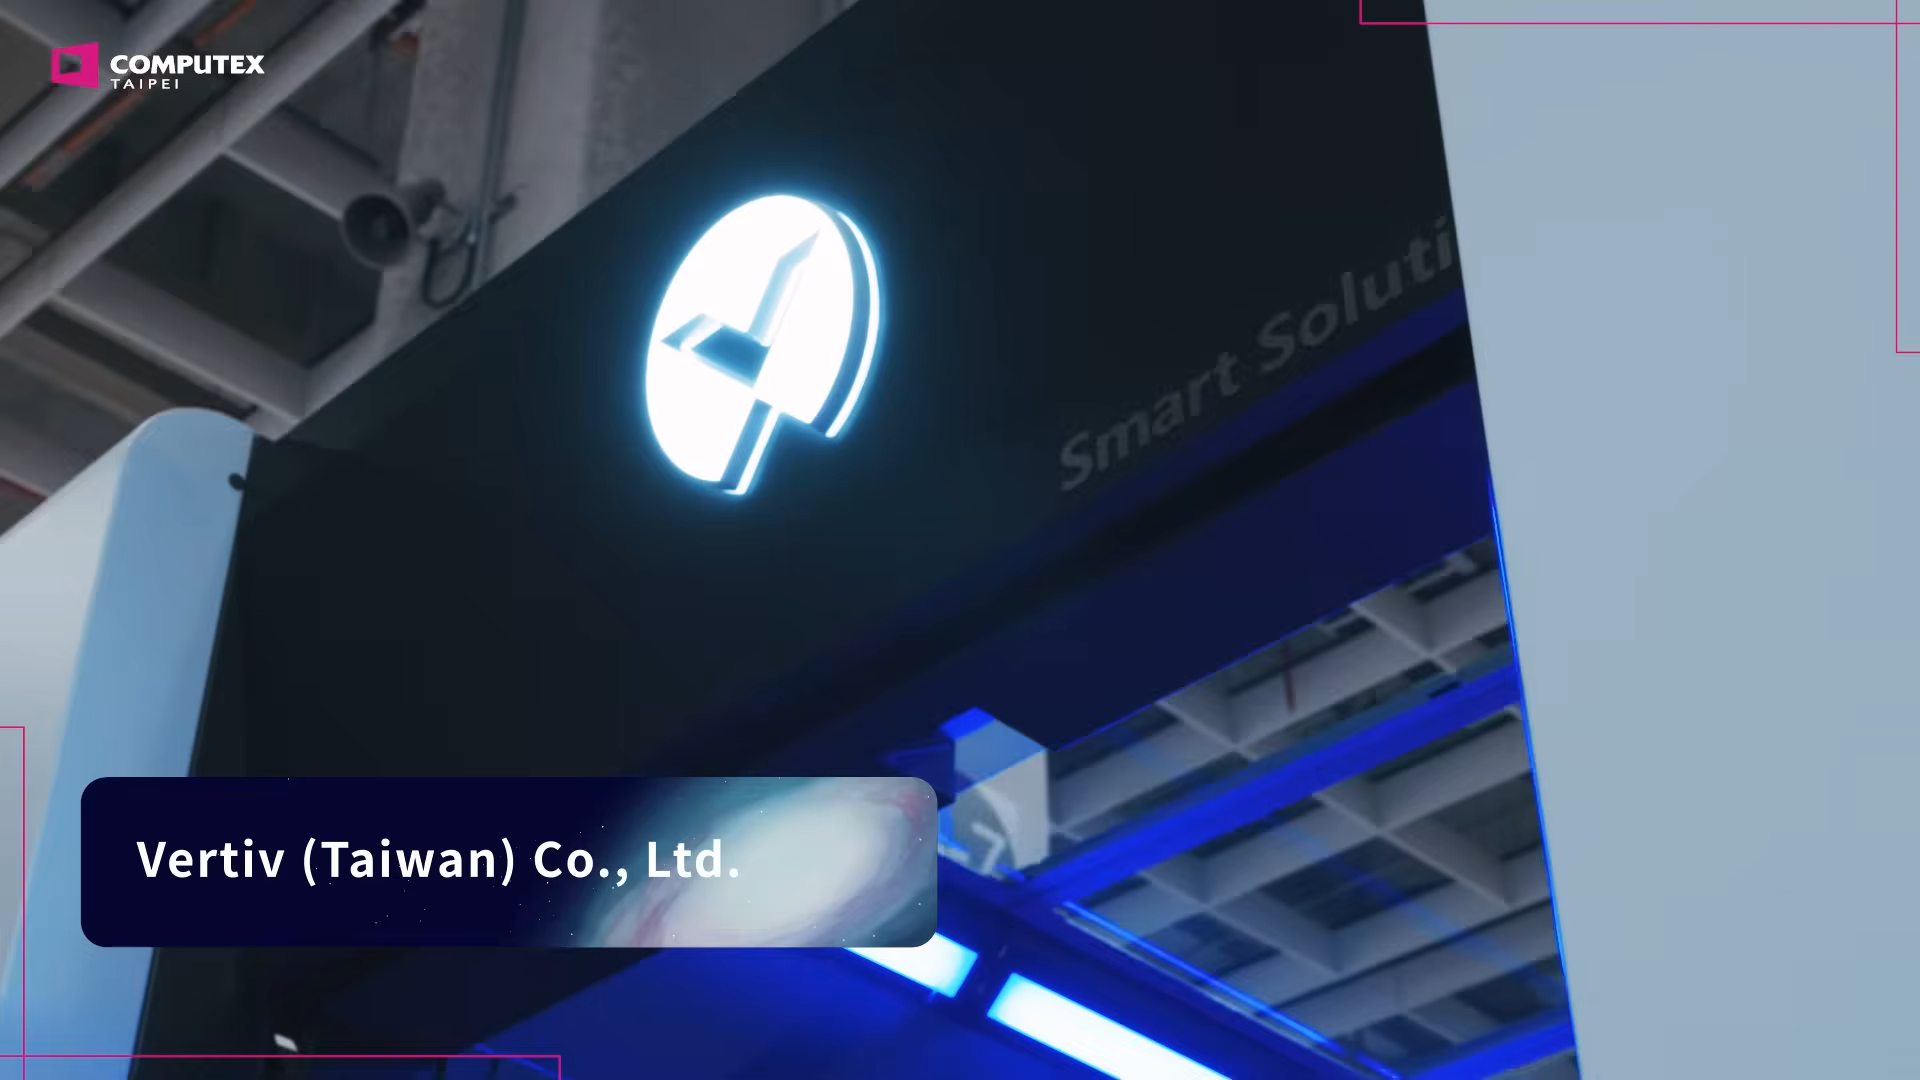 COMPUTEX
TAIPEI
Smart Soluti
Vertiv (Taiwan) Co., Ltd.